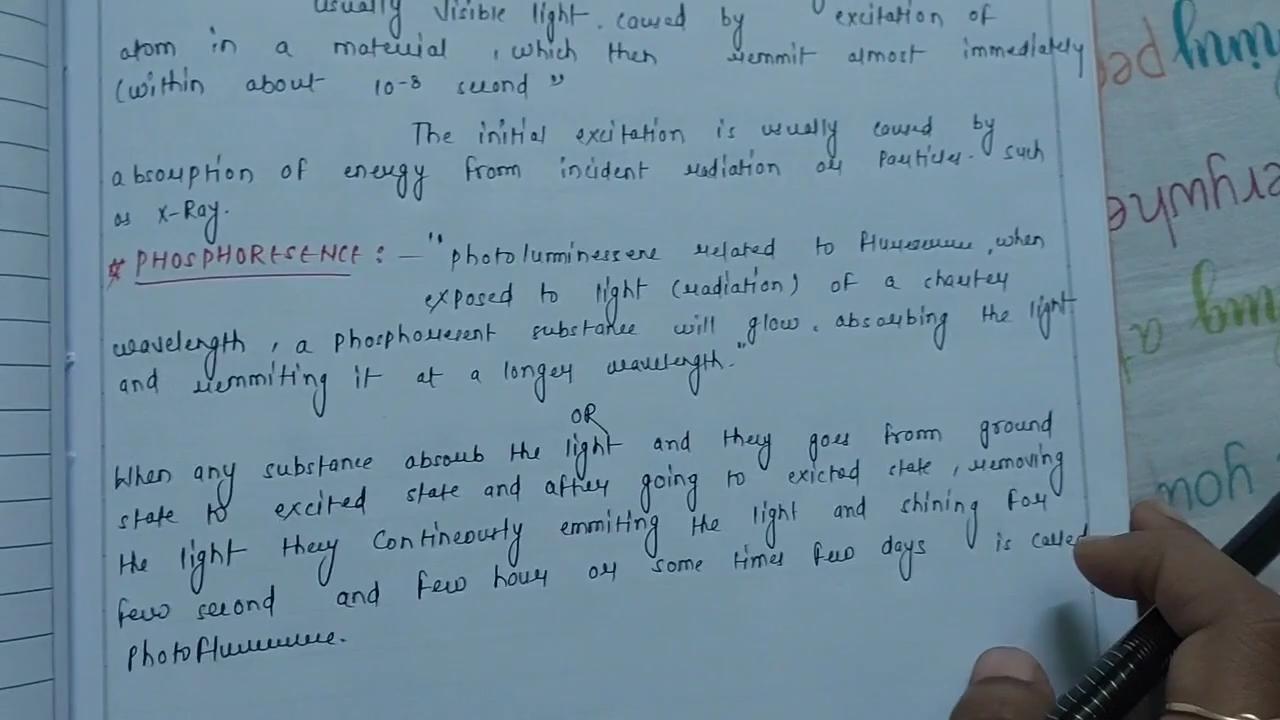 usually visible light. caused by excitation of
atom in a material, which then remmit almost immediately
(within about 10-8 second"
The initial excitation is usually caused by
absorption of energy from incident radiation or particles. such
as X-Ray.
* PHOSPHORESENCE : — "photoluminessene related to fluresence, when
exposed to light (radiation) of a shorter
wavelength, a phosphorresent substance will glow. absorbing the light
and remmiting it at a longer wavelength."
OR
When any substance absorb the light and they goes from ground
state to excited state and after going to exicted state, removing
the light they continuously emmiting the light and shining for
few second and few hour or some times few days is called
photoflu